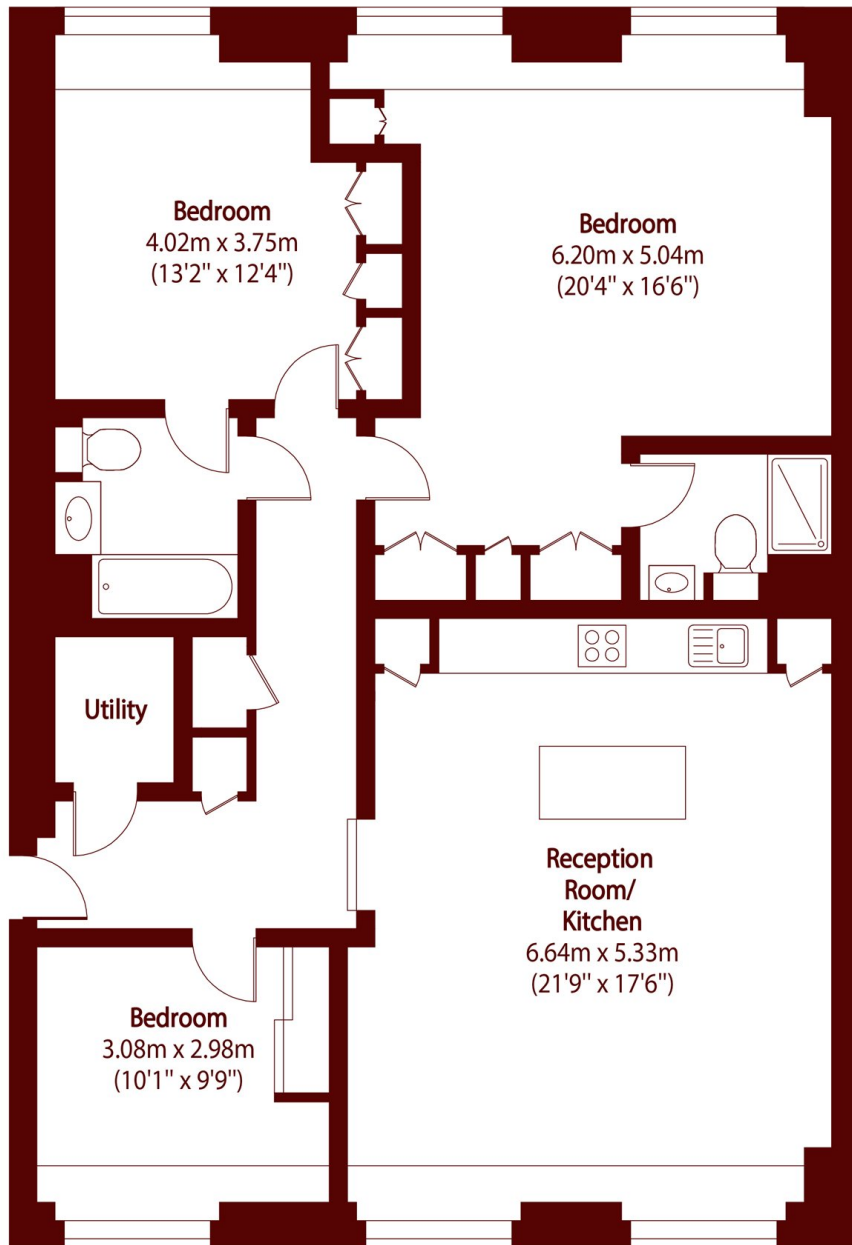 Bedroom
4.02m x 3.75m
(13'2" x 12'4")
Bedroom
6.20m x 5.04m
(20'4" x 16'6")
Utility
Reception
Room/
Kitchen
6.64m x 5.33m
(21'9" x 17'6")
Bedroom
3.08m x 2.98m
(10'1" x 9'9")